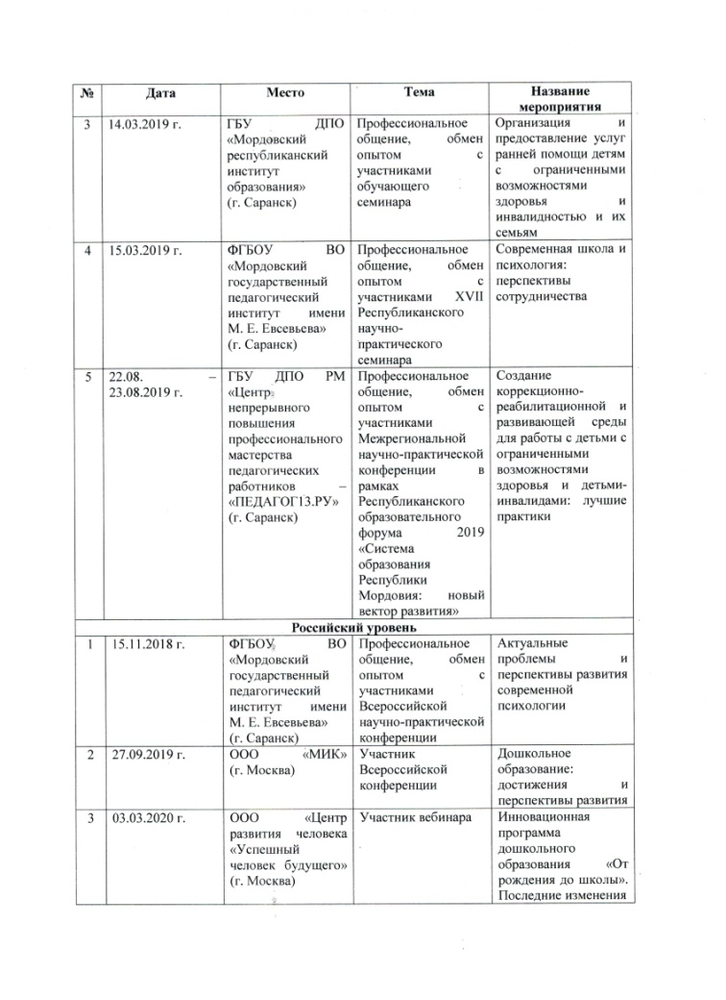 № Дата Место Тема Название
мероприятия
3 14.03.2019 г. ГБУ ДПО Профессиональное Организация и
«Мордовский общение, обмен предоставление услуг
республиканский опытом с ранней помощи детям
институт участниками с ограниченными
образования» обучающего возможностями
(г. Саранск) семинара здоровья и
инвалидностью и их
семьям
4 15.03.2019 г. ФГБОУ ВО Профессиональное Современная школа и
«Мордовский общение, обмен психология:
государственный опытом с перспективы
педагогический участниками XVII сотрудничества
институт имени Республиканского
М. Е. Евсевьева» научно-
(г. Саранск) практического
семинара
5 22.08. – ГБУ ДПО РМ Профессиональное Создание
23.08.2019 г. «Центр общение, обмен коррекционно-
непрерывного опытом с реабилитационной и
повышения участниками развивающей среды
профессионального Межрегиональной для работы с детьми с
мастерства научно-практической ограниченными
педагогических конференции в возможностями
работников – рамках здоровья и детьми-
«ПЕДАГОГ13.РУ» Республиканского инвалидами: лучшие
(г. Саранск) образовательного практики
форума 2019
«Система
образования
Республики
Мордовия: новый
вектор развития»
Российский уровень
1 15.11.2018 г. ФГБОУ ВО Профессиональное Актуальные
«Мордовский общение, обмен проблемы и
государственный опытом с перспективы развития
педагогический участниками современной
институт имени Всероссийской психологии
М. Е. Евсевьева» научно-практической
(г. Саранск) конференции
2 27.09.2019 г. ООО «МИК» Участник Дошкольное
(г. Москва) Всероссийской образование:
конференции достижения и
перспективы развития
3 03.03.2020 г. ООО «Центр Участник вебинара Инновационная
развития человека программа
«Успешный дошкольного
человек будущего» образования «От
(г. Москва) рождения до школы».
Последние изменения